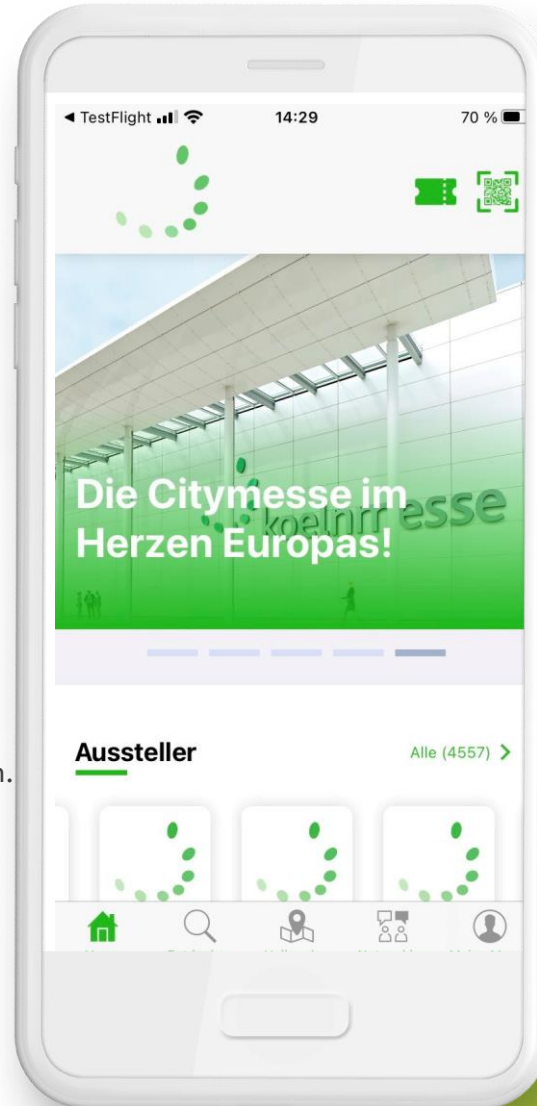 TestFlight
14:29
70 %
koelnmesse
Die Citymesse im
Herzen Europas!
Aussteller
Alle (4557)
n.